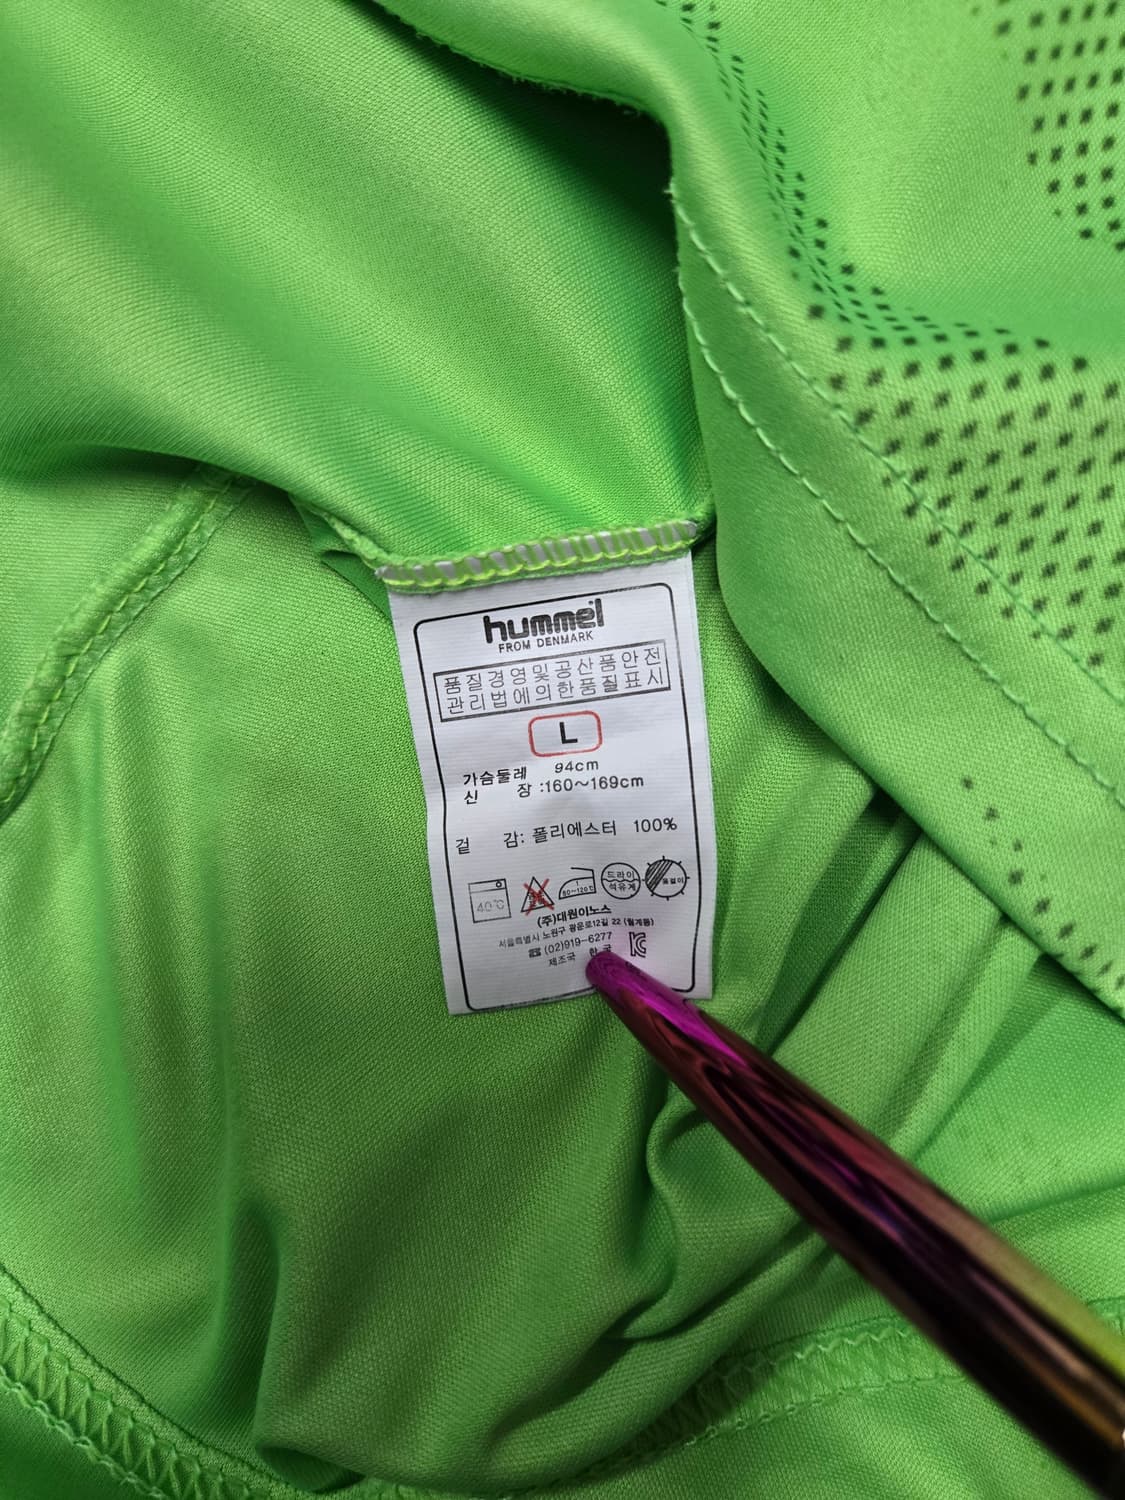 hummel
FROM DENMARK
품질경영및공산품안전
관리법에의한품질표시
L
가슴둘레 94cm
신 장 :160~169cm
겉 감: 폴리에스터 100%
40℃
80~120℃
드라이
석유계
옷걸이
(주)대원이노스
서울특별시 노원구 광운로12길 22 (월계동)
☎ (02)919-6277
제조국 한국
KC